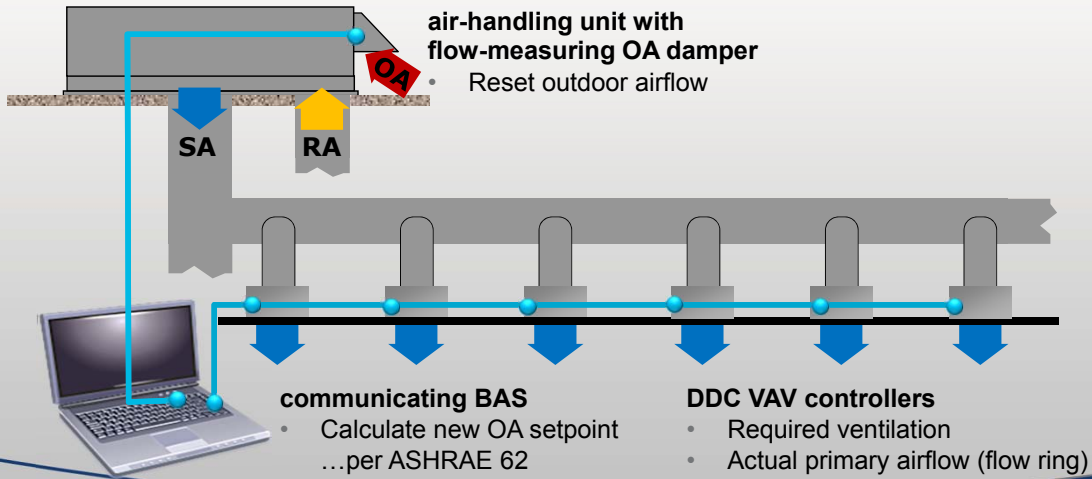 air-handling unit with
flow-measuring OA damper
• Reset outdoor airflow
OA
SA
RA
communicating BAS
• Calculate new OA setpoint
…per ASHRAE 62
DDC VAV controllers
• Required ventilation
• Actual primary airflow (flow ring)